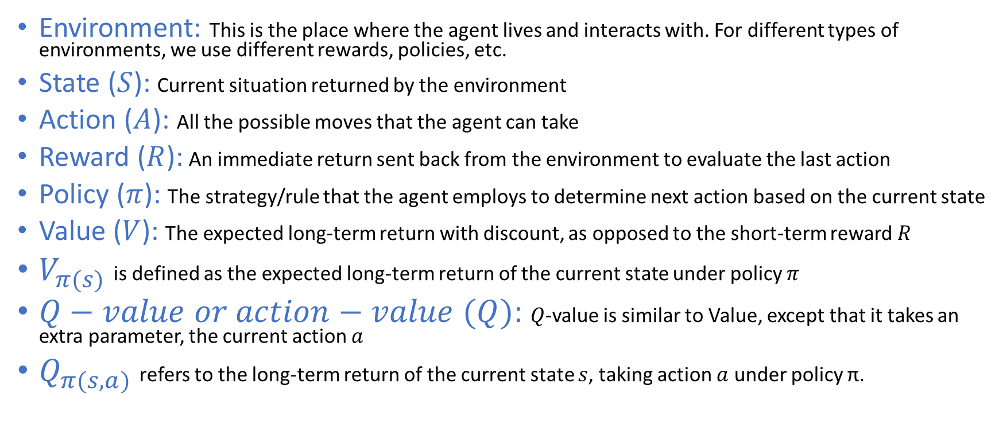 • Environment: This is the place where the agent lives and interacts with. For different types of
environments, we use different rewards, policies, etc.
• State (S): Current situation returned by the environment
• Action (A): All the possible moves that the agent can take
• Reward (R): An immediate return sent back from the environment to evaluate the last action
• Policy (π): The strategy/rule that the agent employs to determine next action based on the current state
• Value (V): The expected long-term return with discount, as opposed to the short-term reward R
• V_{π(s)} is defined as the expected long-term return of the current state under policy π
• Q − value or action − value (Q): Q-value is similar to Value, except that it takes an
extra parameter, the current action a
• Q_{π(s,a)} refers to the long-term return of the current state s, taking action a under policy π.